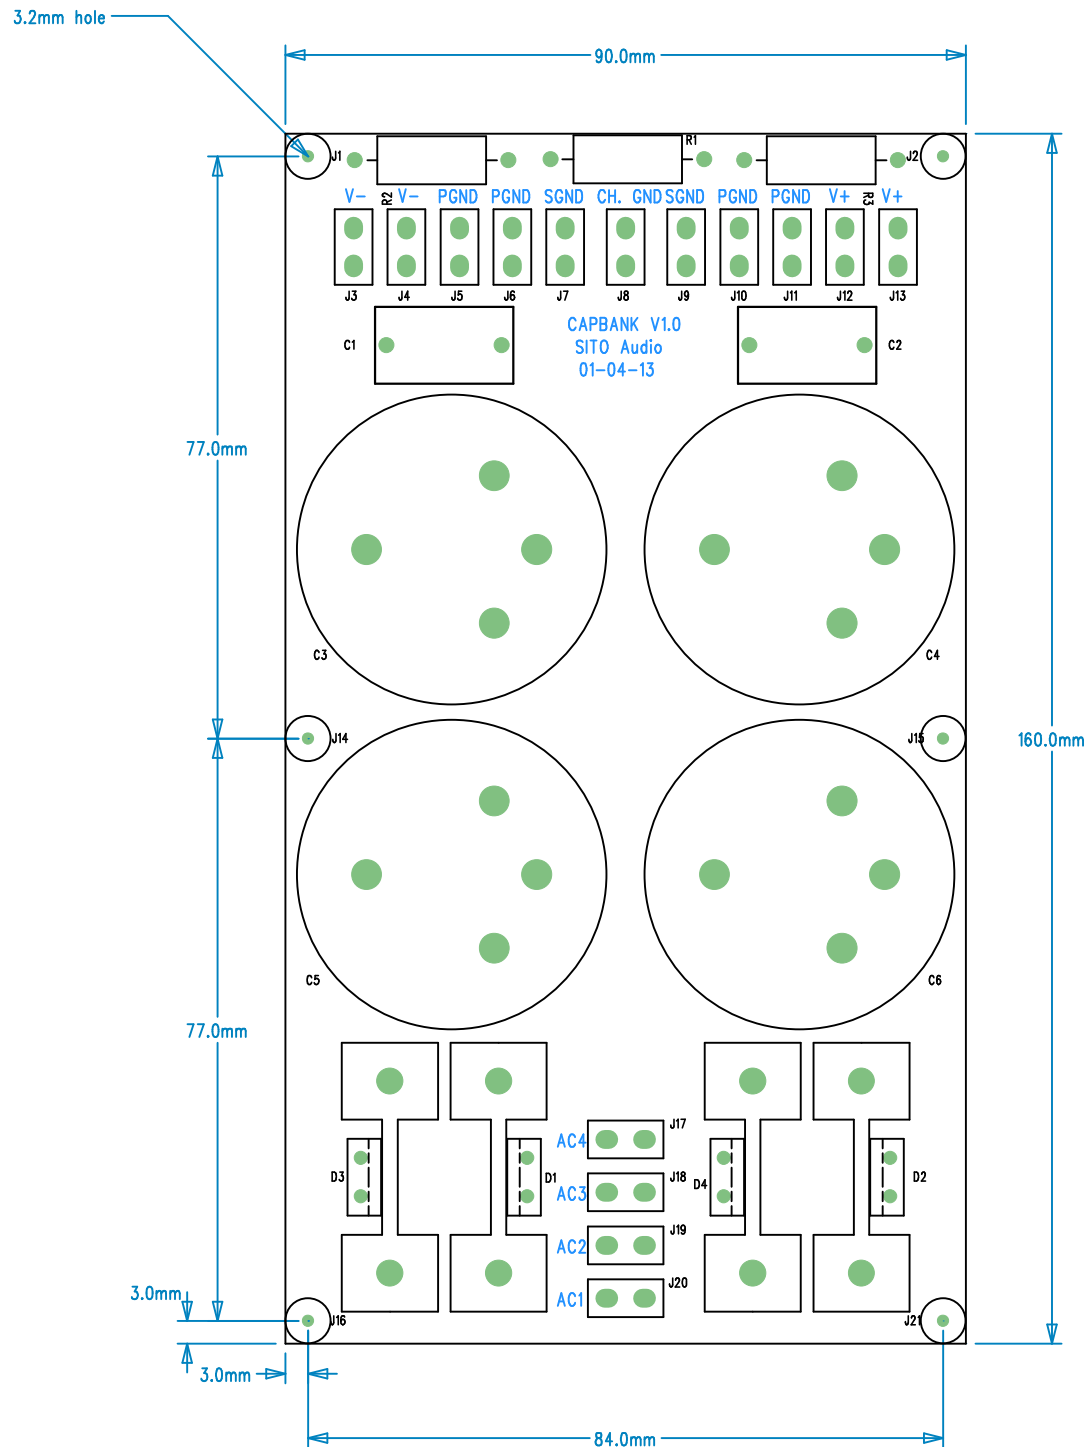 3.2mm hole
90.0mm
J1
R1
J2
R2
R3
V- V- PGND PGND SGND CH. GND SGND PGND PGND V+ V+
J3 J4 J5 J6 J7 J8 J9 J10 J11 J12 J13
C1
CAPBANK V1.0
SITO Audio
01-04-13
C2
77.0mm
C3
C4
J14
J15
160.0mm
C5
C6
77.0mm
AC4
J17
D3
D1
AC3
J18
D4
D2
AC2
J19
AC1
J20
3.0mm
J16
J21
3.0mm
84.0mm